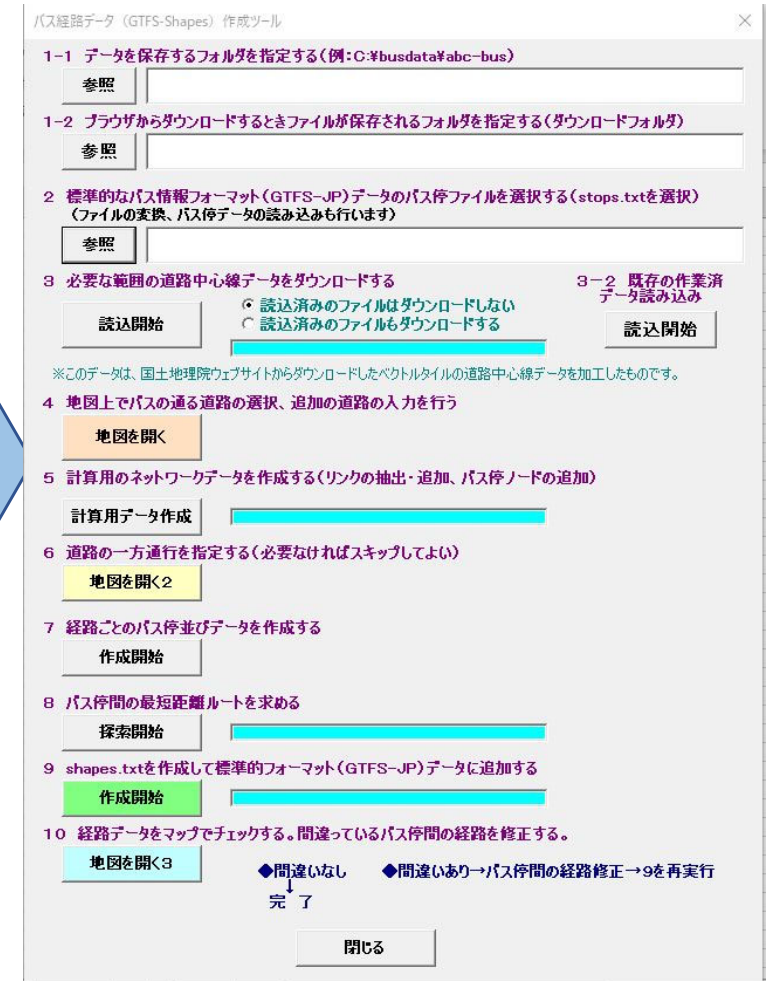 バス経路データ（GTFS-Shapes）作成ツール
1-1 データを保存するフォルダを指定する（例：C:¥busdata¥abc-bus）
参照
1-2 ブラウザからダウンロードするときファイルが保存されるフォルダを指定する（ダウンロードフォルダ）
参照
2 標準的なバス情報フォーマット（GTFS-JP）データのバス停ファイルを選択する（stops.txtを選択）
（ファイルの変換、バス停データの読み込みも行います）
参照
3 必要な範囲の道路中心線データをダウンロードする
読込開始
読込済みのファイルはダウンロードしない
読込済みのファイルもダウンロードする
3－2 既存の作業済
データ読み込み
読込開始
※このデータは、国土地理院ウェブサイトからダウンロードしたベクトルタイルの道路中心線データを加工したものです。
4 地図上でバスの通る道路の選択、追加の道路の入力を行う
地図を開く
5 計算用のネットワークデータを作成する（リンクの抽出・追加、バス停ノードの追加）
計算用データ作成
6 道路の一方通行を指定する（必要なければスキップしてよい）
地図を開く2
7 経路ごとのバス停並びデータを作成する
作成開始
8 バス停間の最短距離ルートを求める
探索開始
9 shapes.txtを作成して標準的フォーマット（GTFS-JP）データに追加する
作成開始
10 経路データをマップでチェックする。間違っているバス停間の経路を修正する。
地図を開く3
◆間違いなし ◆間違いあり→バス停間の経路修正→9を再実行
↓
完了
閉じる